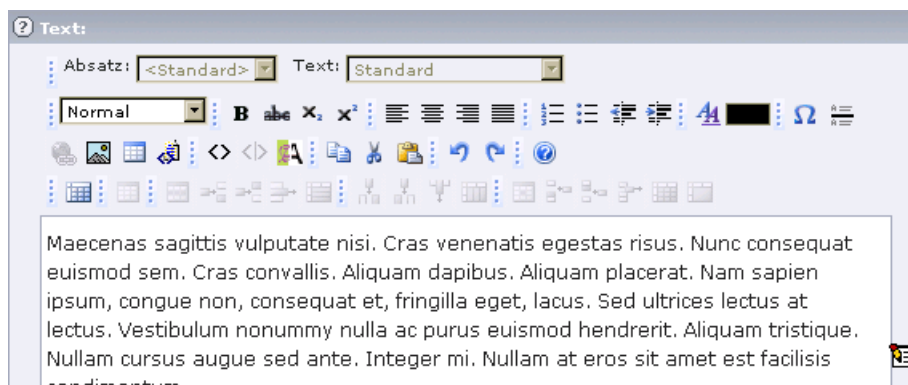 Text:
Absatz: <Standard> Text: Standard
Normal B abc x₂ x²
Maecenas sagittis vulputate nisi. Cras venenatis egestas risus. Nunc consequat
euismod sem. Cras convallis. Aliquam dapibus. Aliquam placerat. Nam sapien
ipsum, congue non, consequat et, fringilla eget, lacus. Sed ultrices lectus at
lectus. Vestibulum nonummy nulla ac purus euismod hendrerit. Aliquam tristique.
Nullam cursus augue sed ante. Integer mi. Nullam at eros sit amet est facilisis